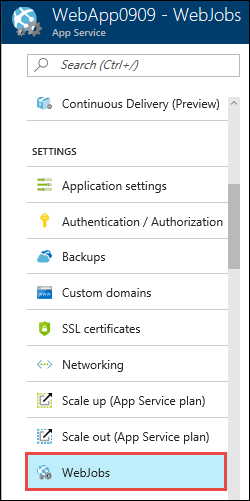 WebApp0909 - WebJobs
App Service
Search (Ctrl+/)
Continuous Delivery (Preview)
SETTINGS
Application settings
Authentication / Authorization
Backups
Custom domains
SSL certificates
Networking
Scale up (App Service plan)
Scale out (App Service plan)
WebJobs